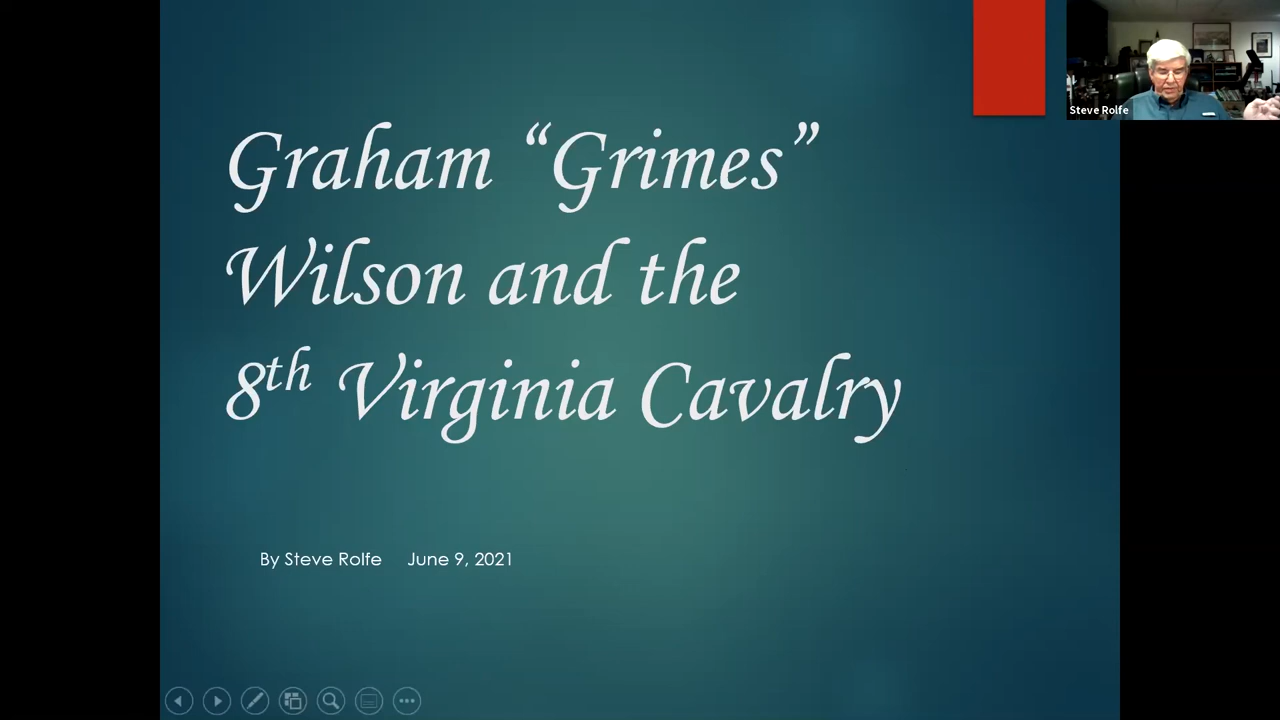 Graham “Grimes”
Wilson and the
8th Virginia Cavalry
By Steve Rolfe June 9, 2021
Steve Rolfe